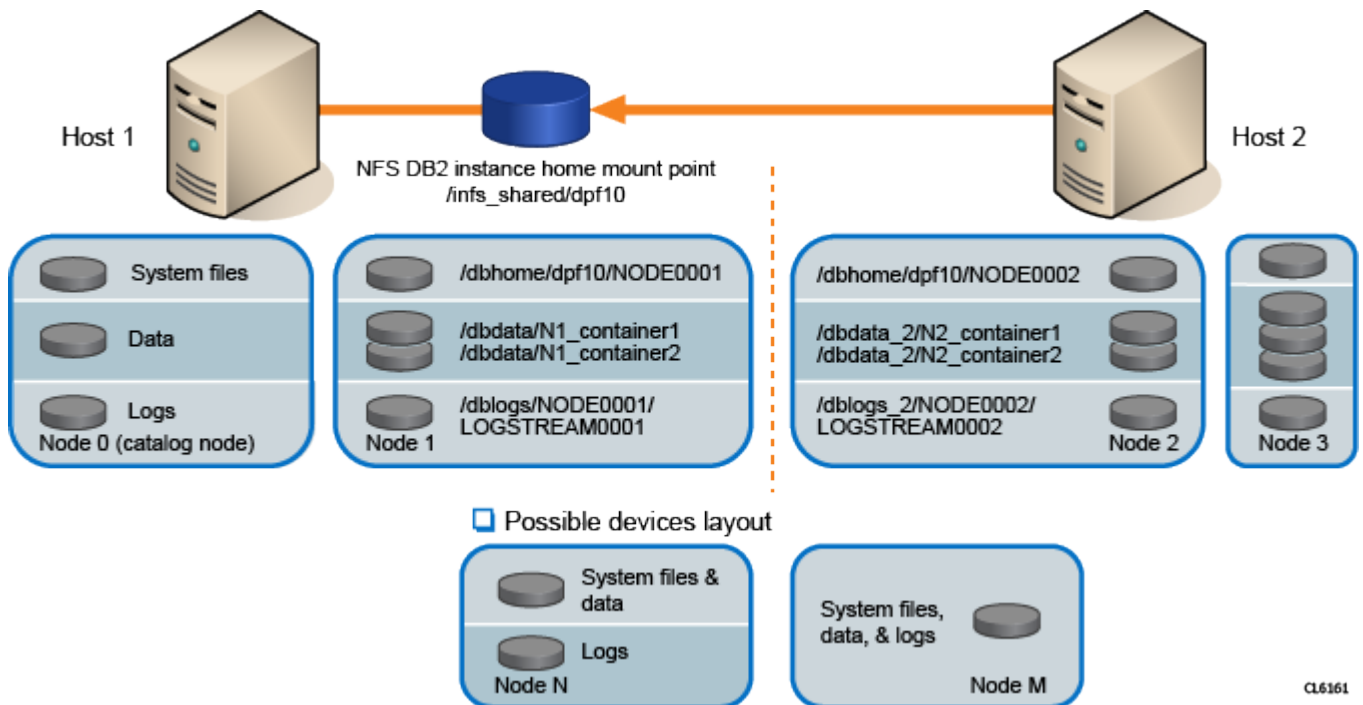 Host 1
Host 2
NFS DB2 instance home mount point
/infs_shared/dpf10
System files
Data
Logs
Node 0 (catalog node)
/dbhome/dpf10/NODE0001
/dbdata/N1_container1
/dbdata/N1_container2
/dblogs/NODE0001/
LOGSTREAM0001
Node 1
/dbhome/dpf10/NODE0002
/dbdata_2/N2_container1
/dbdata_2/N2_container2
/dblogs_2/NODE0002/
LOGSTREAM0002
Node 2
Node 3
Possible devices layout
System files &
data
Logs
Node N
System files,
data, & logs
Node M
CL6161